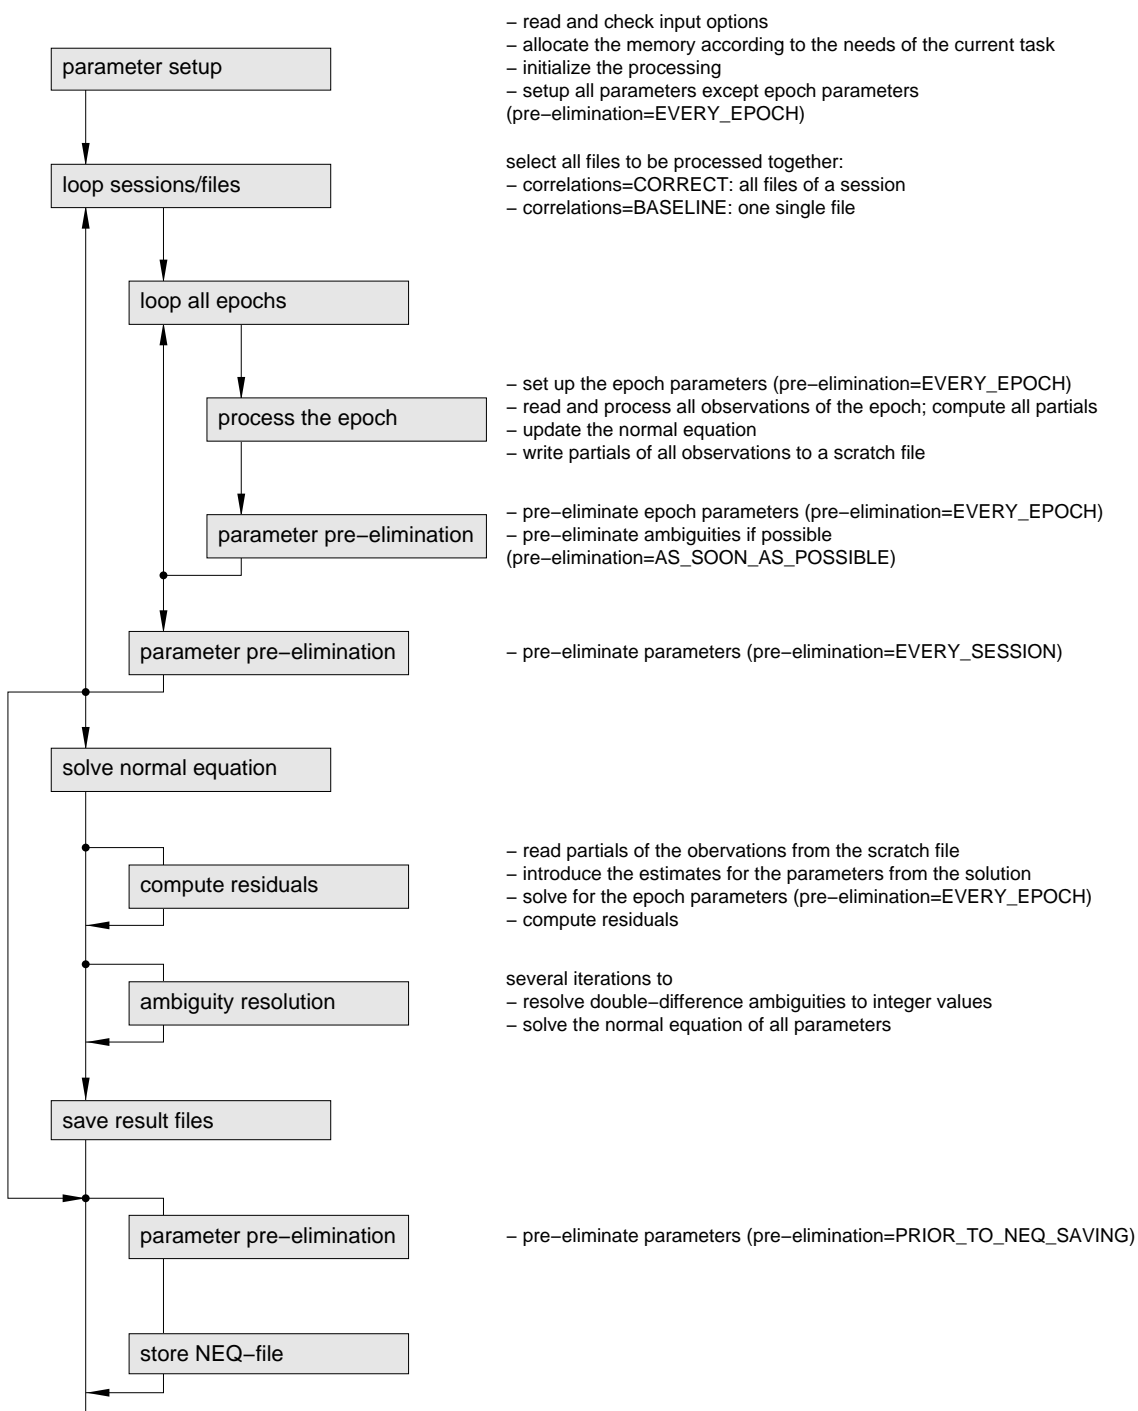 – read and check input options
– allocate the memory according to the needs of the current task
parameter setup
– initialize the processing
– setup all parameters except epoch parameters
(pre–elimination=EVERY_EPOCH)
select all files to be processed together:
loop sessions/files
– correlations=CORRECT: all files of a session
– correlations=BASELINE: one single file
loop all epochs
– set up the epoch parameters (pre–elimination=EVERY_EPOCH)
process the epoch
– read and process all observations of the epoch; compute all partials
– update the normal equation
– write partials of all observations to a scratch file
– pre–eliminate epoch parameters (pre–elimination=EVERY_EPOCH)
parameter pre–elimination
– pre–eliminate ambiguities if possible
(pre–elimination=AS_SOON_AS_POSSIBLE)
parameter pre–elimination
– pre–eliminate parameters (pre–elimination=EVERY_SESSION)
solve normal equation
– read partials of the obervations from the scratch file
compute residuals
– introduce the estimates for the parameters from the solution
– solve for the epoch parameters (pre–elimination=EVERY_EPOCH)
– compute residuals
several iterations to
ambiguity resolution
– resolve double–difference ambiguities to integer values
– solve the normal equation of all parameters
save result files
parameter pre–elimination
– pre–eliminate parameters (pre–elimination=PRIOR_TO_NEQ_SAVING)
store NEQ–file